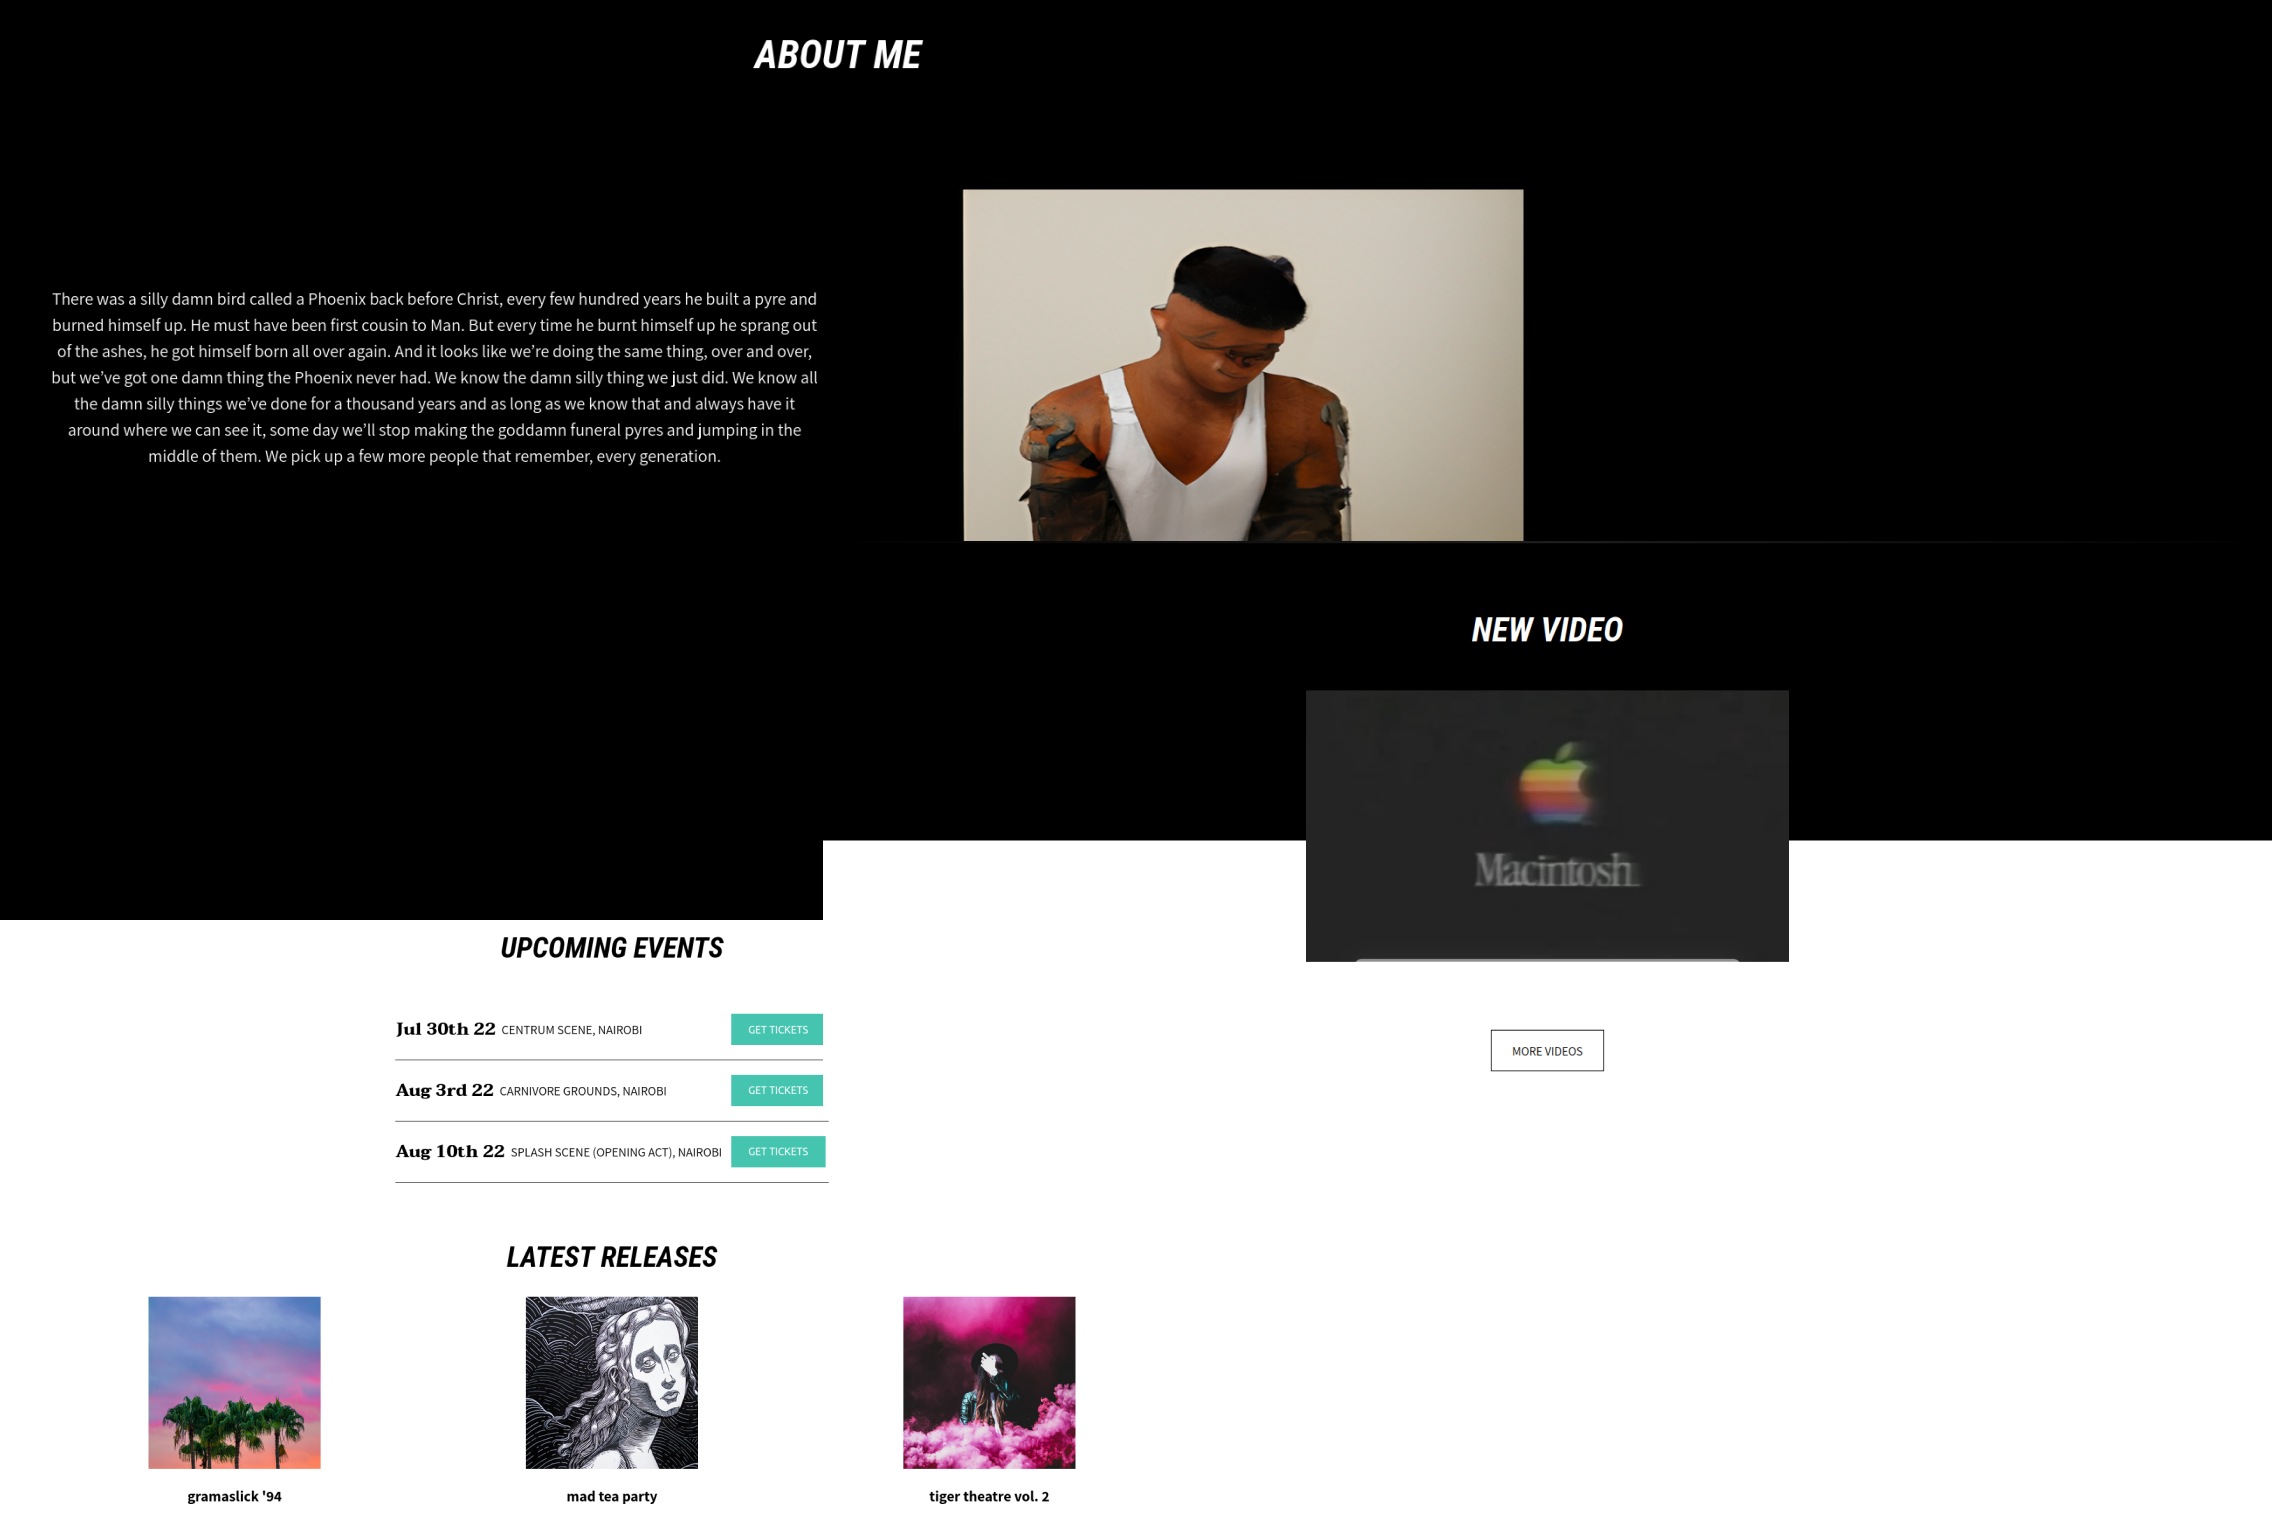 ABOUT ME
There was a silly damn bird called a Phoenix back before Christ, every few hundred years he built a pyre and
burned himself up. He must have been first cousin to Man. But every time he burnt himself up he sprang out
of the ashes, he got himself born all over again. And it looks like we’re doing the same thing, over and over,
but we’ve got one damn thing the Phoenix never had. We know the damn silly thing we just did. We know all
the damn silly things we’ve done for a thousand years and as long as we know that and always have it
around where we can see it, some day we’ll stop making the goddamn funeral pyres and jumping in the
middle of them. We pick up a few more people that remember, every generation.
NEW VIDEO
Macintosh
MORE VIDEOS
UPCOMING EVENTS
Jul 30th 22 CENTRUM SCENE, NAIROBI GET TICKETS
Aug 3rd 22 CARNIVORE GROUNDS, NAIROBI GET TICKETS
Aug 10th 22 SPLASH SCENE (OPENING ACT), NAIROBI GET TICKETS
LATEST RELEASES
gramaslick '94
mad tea party
tiger theatre vol. 2